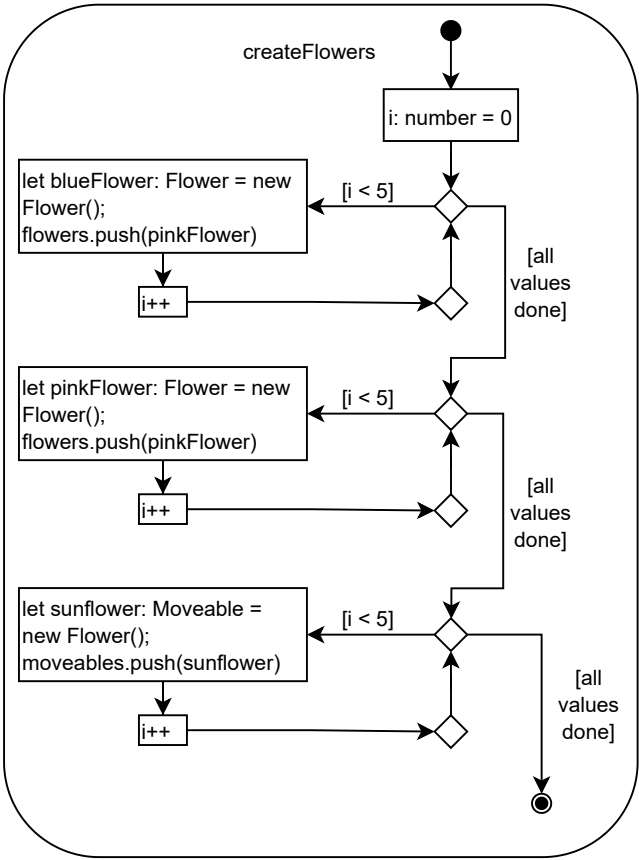 createFlowers
i: number = 0
[i < 5]
let blueFlower: Flower = new
Flower();
flowers.push(pinkFlower)
[all
values
done]
i++
[i < 5]
let pinkFlower: Flower = new
Flower();
flowers.push(pinkFlower)
[all
values
done]
i++
[i < 5]
let sunflower: Moveable =
new Flower();
moveables.push(sunflower)
[all
values
done]
i++